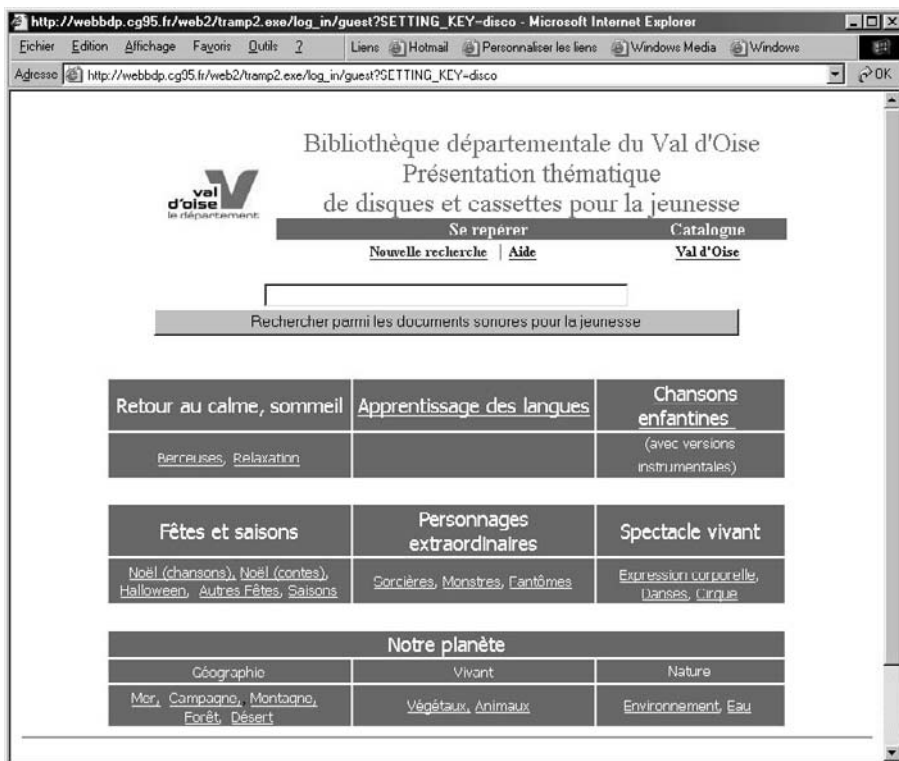 http://webbdp.cg95.fr/web2/tramp2.exe/log_in/guest?SETTING_KEY=disco - Microsoft Internet Explorer
Fichier Edition Affichage Favoris Outils ? Liens Hotmail Personnaliser les liens Windows Media Windows
Adresse http://webbdp.cg95.fr/web2/tramp2.exe/log_in/guest?SETTING_KEY=disco OK
Bibliothèque départementale du Val d'Oise
Présentation thématique
de disques et cassettes pour la jeunesse
val
d'oise
le département
Se repérer Catalogue
Nouvelle recherche | Aide Val d'Oise
Rechercher parmi les documents sonores pour la jeunesse
Retour au calme, sommeil Apprentissage des langues Chansons
enfantines
Berceuses, Relaxation (avec versions
instrumentales)
Fêtes et saisons Personnages
extraordinaires Spectacle vivant
Noël (chansons), Noël (contes),
Halloween, Autres Fêtes, Saisons
Sorcières, Monstres, Fantômes
Expression corporelle,
Danses, Cirque
Notre planète
Géographie Vivant Nature
Mer, Campagne, Montagne,
Forêt, Désert
Végétaux, Animaux
Environnement, Eau